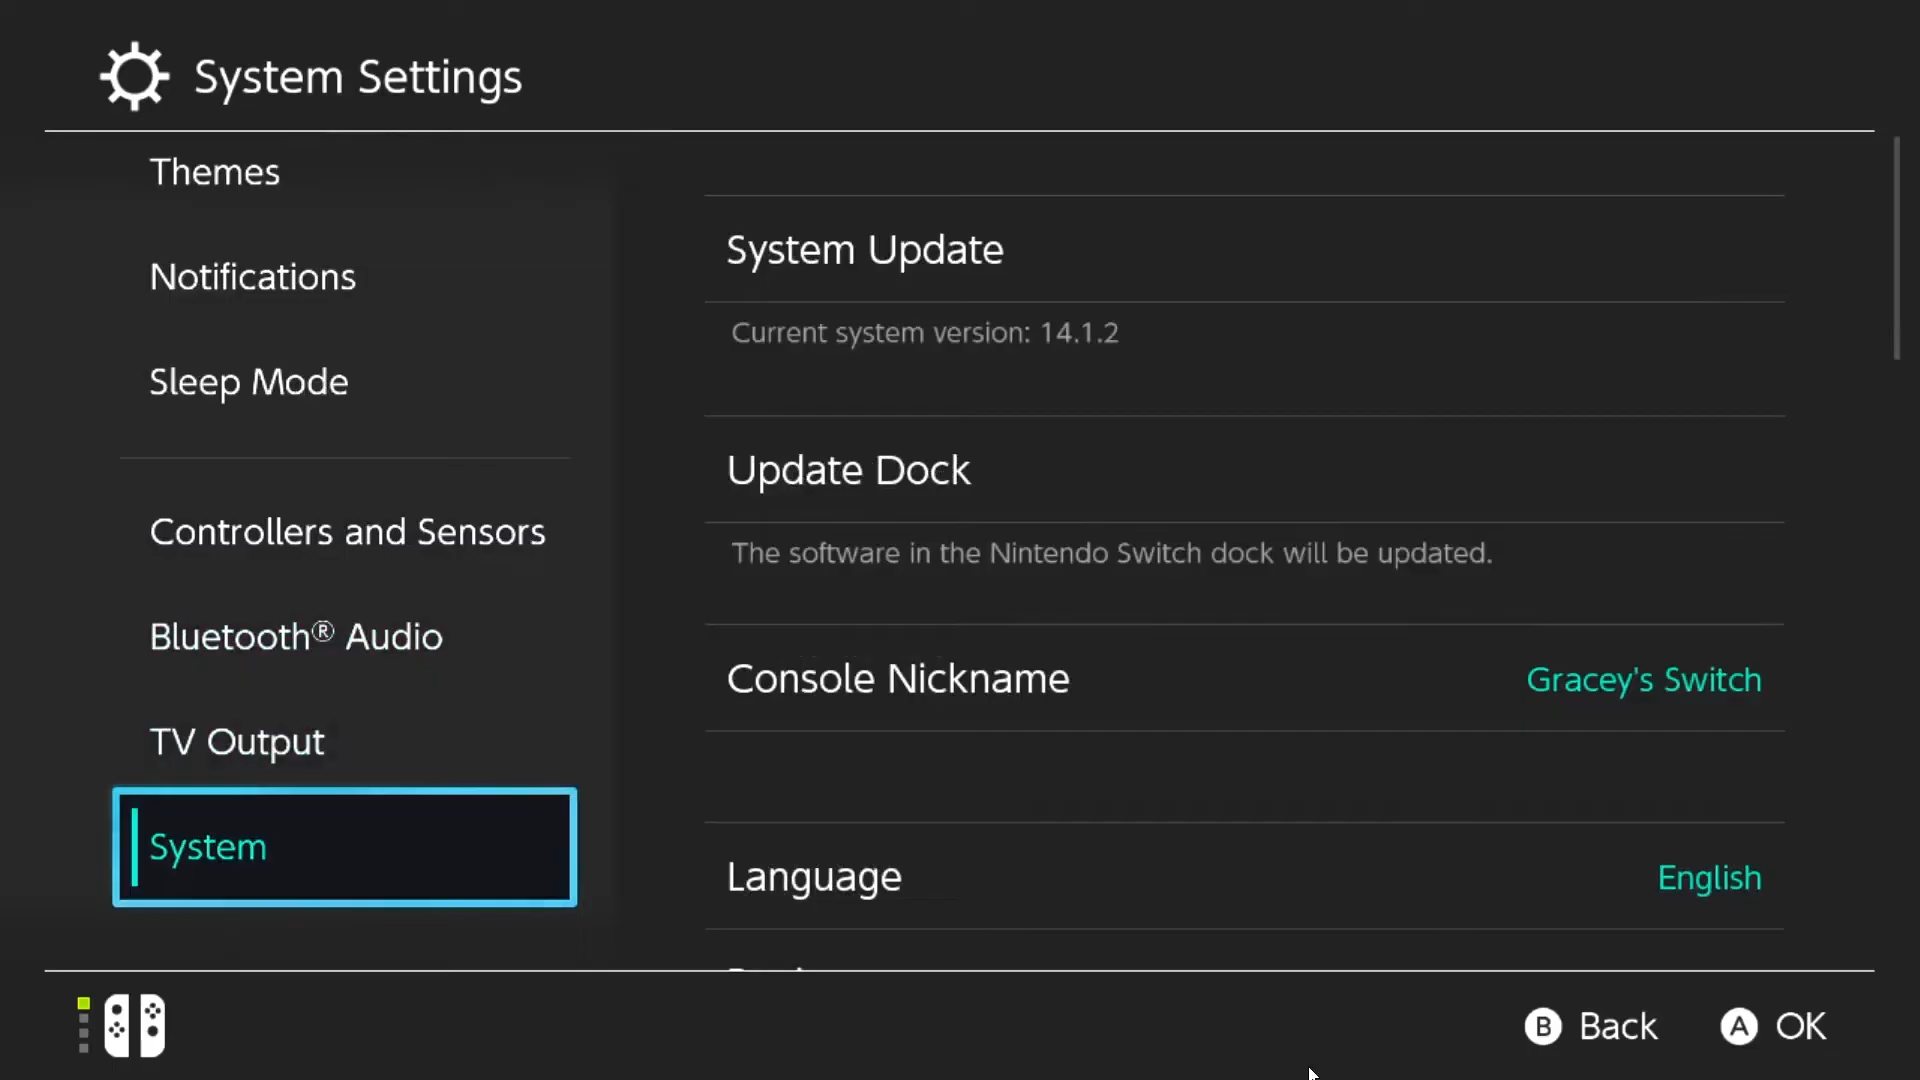 System Settings
Themes
Notifications
Sleep Mode
Controllers and Sensors
Bluetooth® Audio
TV Output
System
System Update
Current system version: 14.1.2
Update Dock
The software in the Nintendo Switch dock will be updated.
Console Nickname Gracey's Switch
Language English
B Back A OK